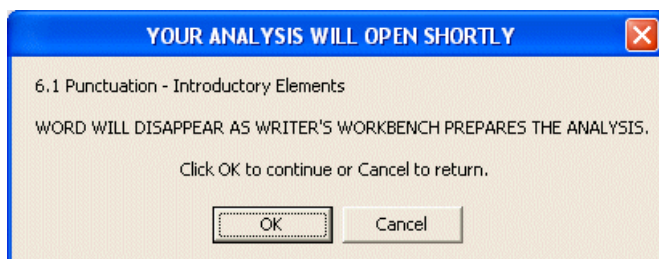 YOUR ANALYSIS WILL OPEN SHORTLY
6.1 Punctuation - Introductory Elements
WORD WILL DISAPPEAR AS WRITER'S WORKBENCH PREPARES THE ANALYSIS.
Click OK to continue or Cancel to return.
OK Cancel